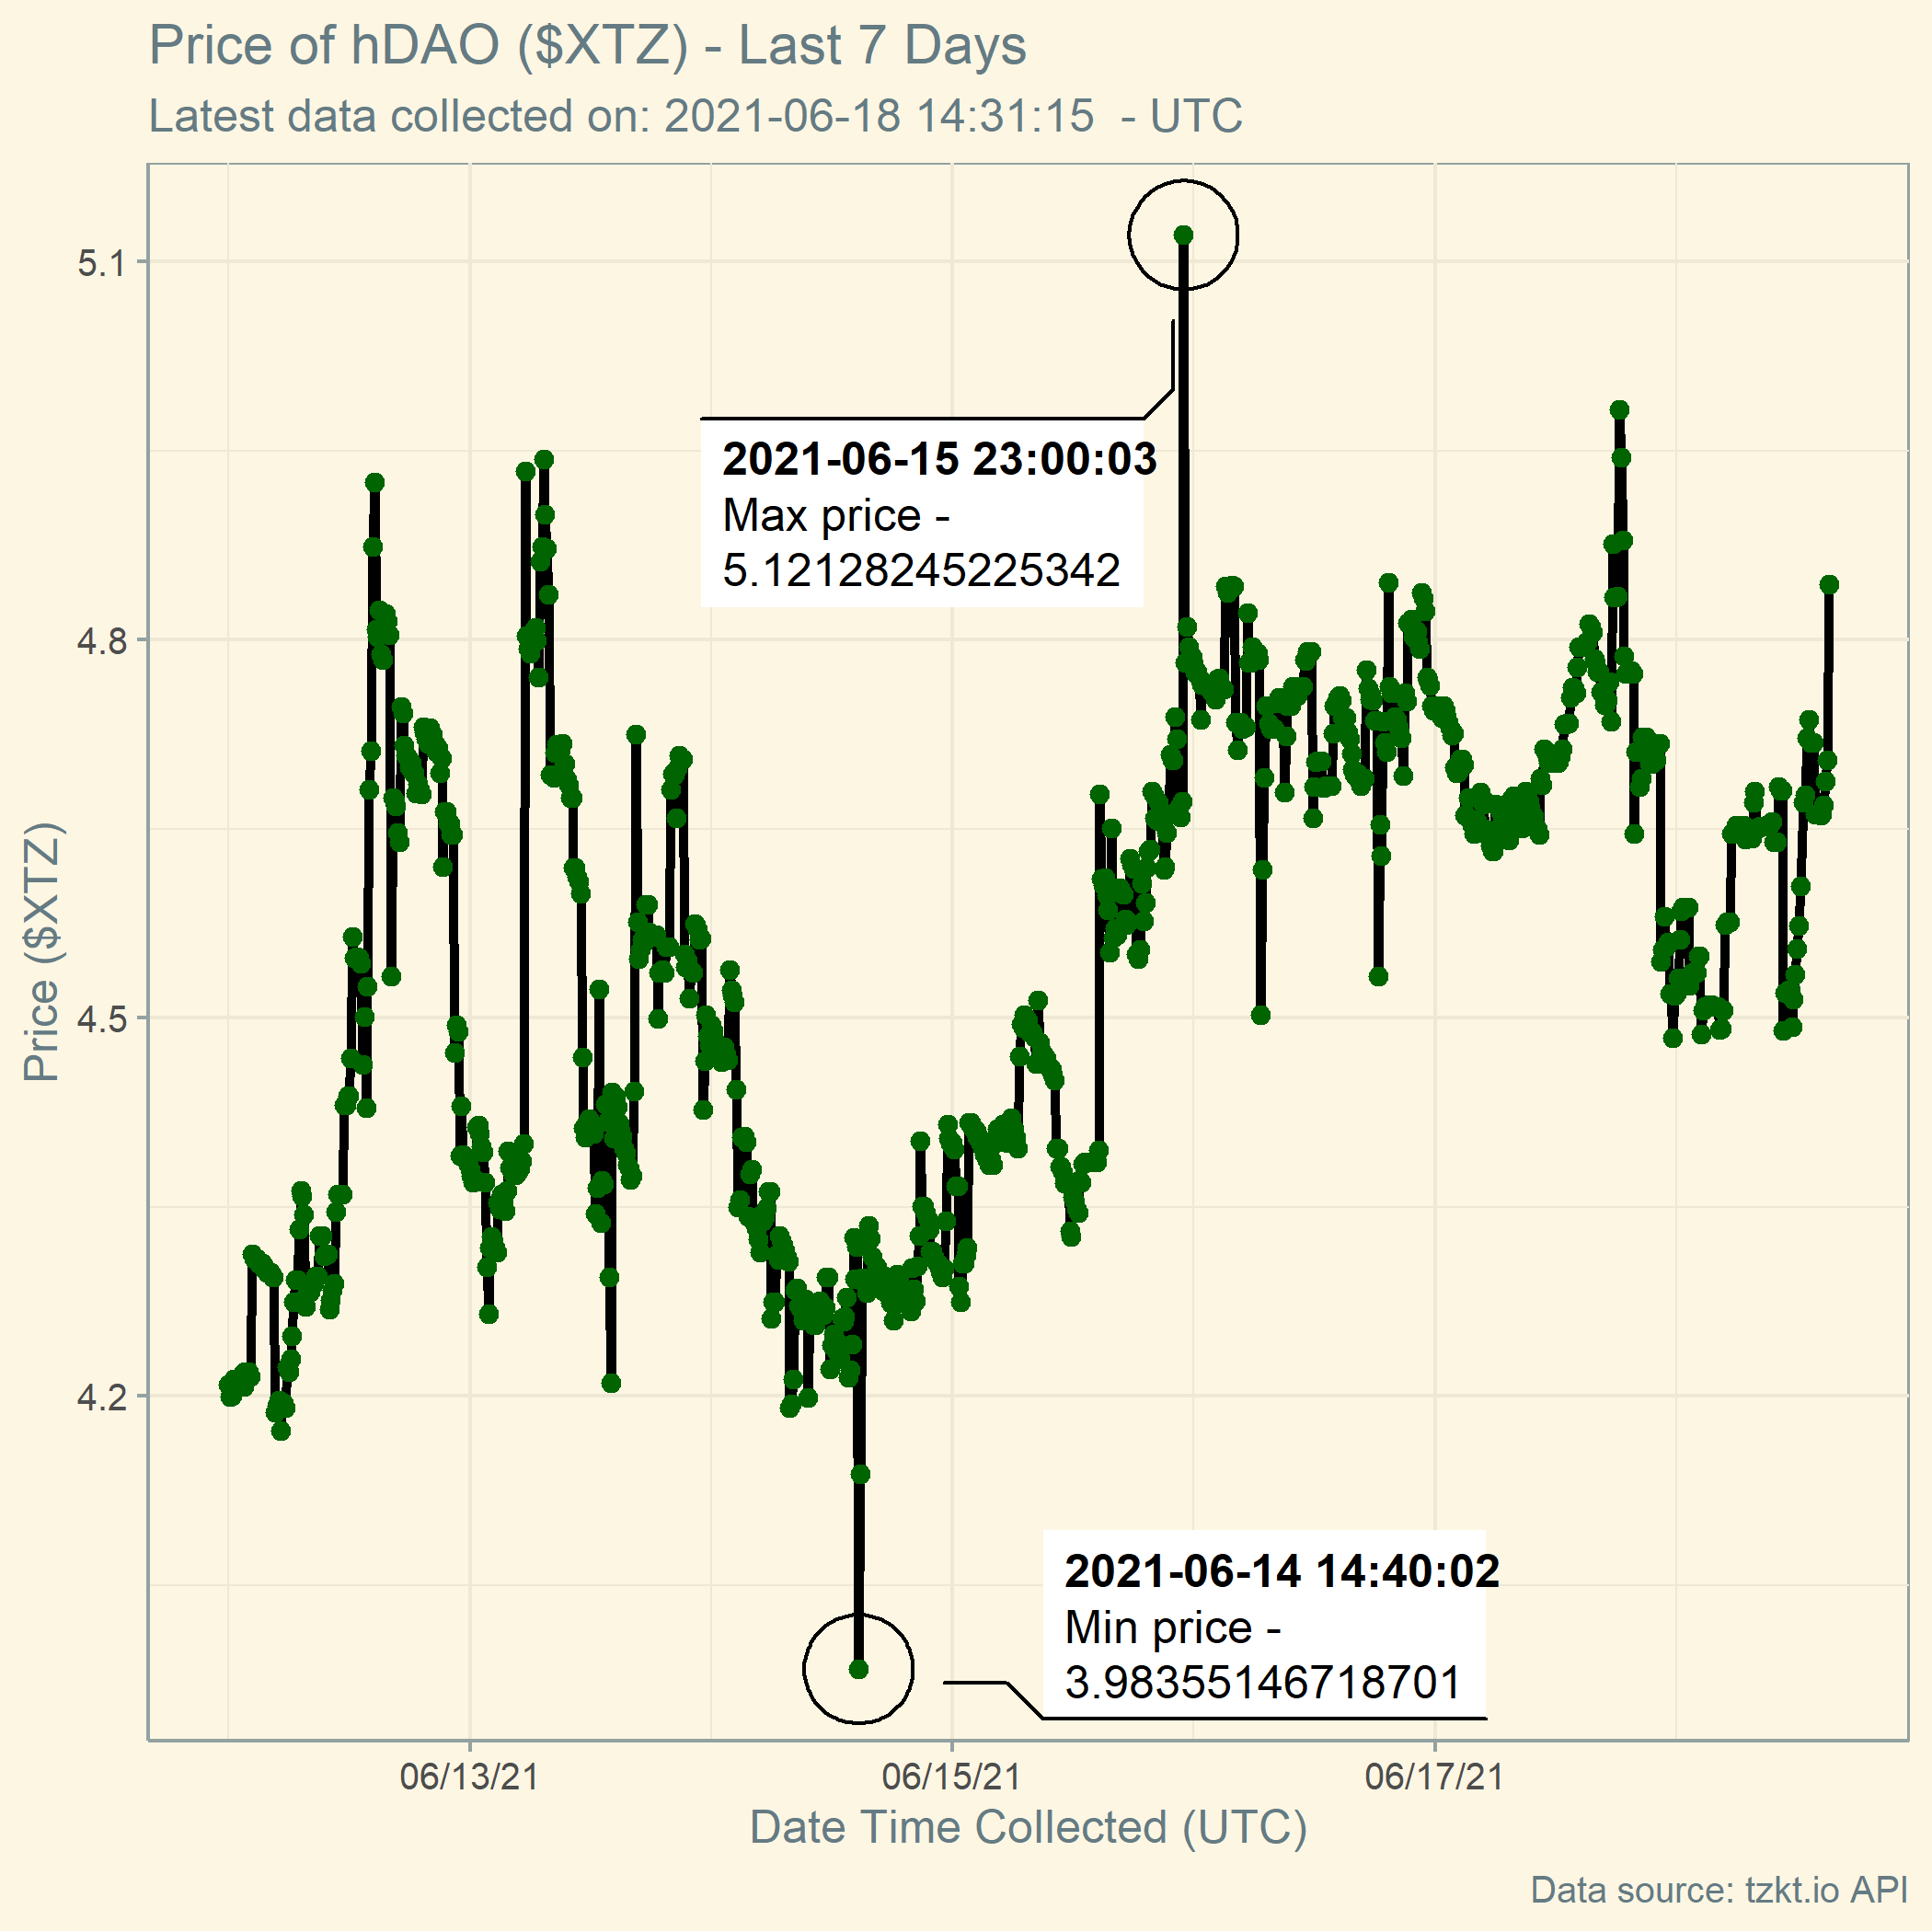 Price of hDAO ($XTZ) - Last 7 Days
Latest data collected on: 2021-06-18 14:31:15  - UTC
Price ($XTZ)
5.1
4.8
4.5
4.2
2021-06-15 23:00:03
Max price -
5.12128245225342
2021-06-14 14:40:02
Min price -
3.98355146718701
06/13/21
06/15/21
06/17/21
Date Time Collected (UTC)
Data source: tzkt.io API